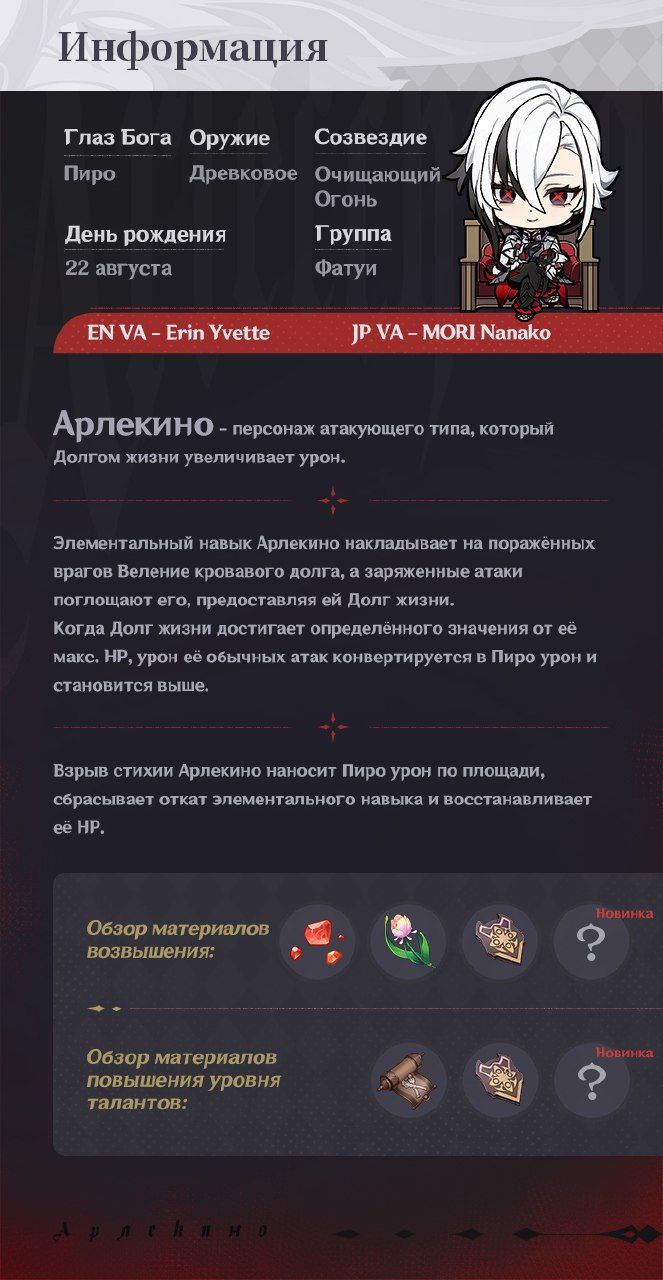 Информация
Глаз Бога Оружие Созвездие
Пиро Древковое Очищающий
Огонь
День рождения Группа
22 августа Фатуи
EN VA – Erin Yvette JP VA – MORI Nanako
Арлекино – персонаж атакующего типа, который
Долгом жизни увеличивает урон.
Элементальный навык Арлекино накладывает на поражённых
врагов Веление кровавого долга, а заряженные атаки
поглощают его, предоставляя ей Долг жизни.
Когда Долг жизни достигает определённого значения от её
макс. HP, урон её обычных атак конвертируется в Пиро урон и
становится выше.
Взрыв стихии Арлекино наносит Пиро урон по площади,
сбрасывает откат элементального навыка и восстанавливает
её HP.
Новинка
Обзор материалов
возвышения:
?
Новинка
Обзор материалов
повышения уровня
талантов:
?
Арлекино